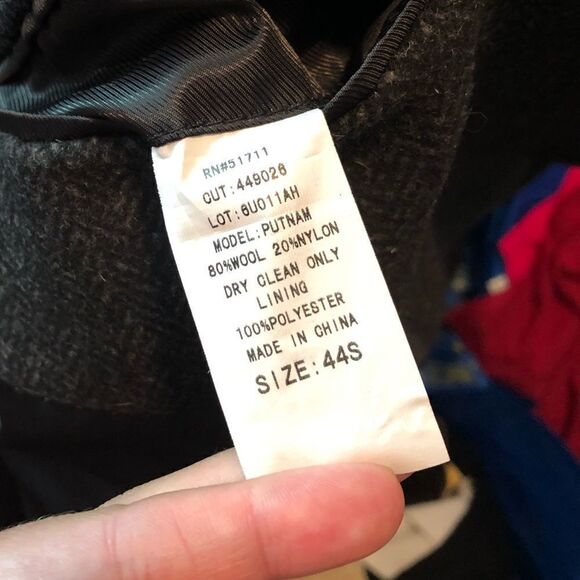 RN#51711
CUT:449026
LOT:6U011AH
MODEL:PUTNAM
80%WOOL 20%NYLON
DRY CLEAN ONLY
LINING
100%POLYESTER
MADE IN CHINA
SIZE:44S